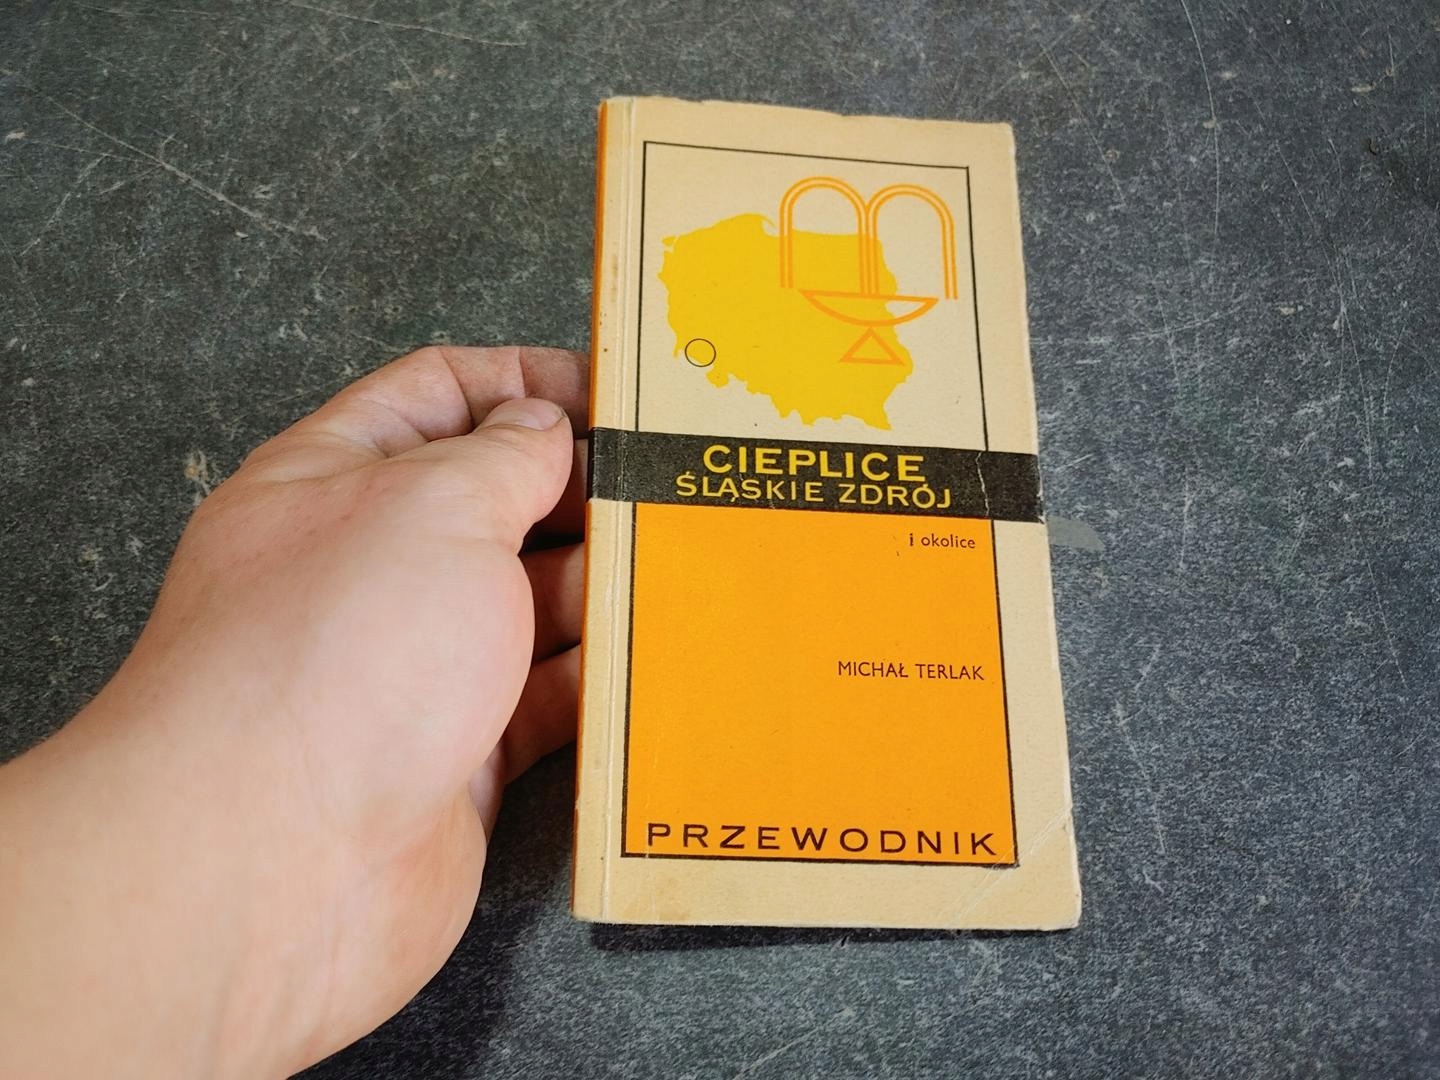 CIEPLICE
ŚLĄSKIE ZDRÓJ
i okolice
MICHAŁ TERLAK
PRZEWODNIK